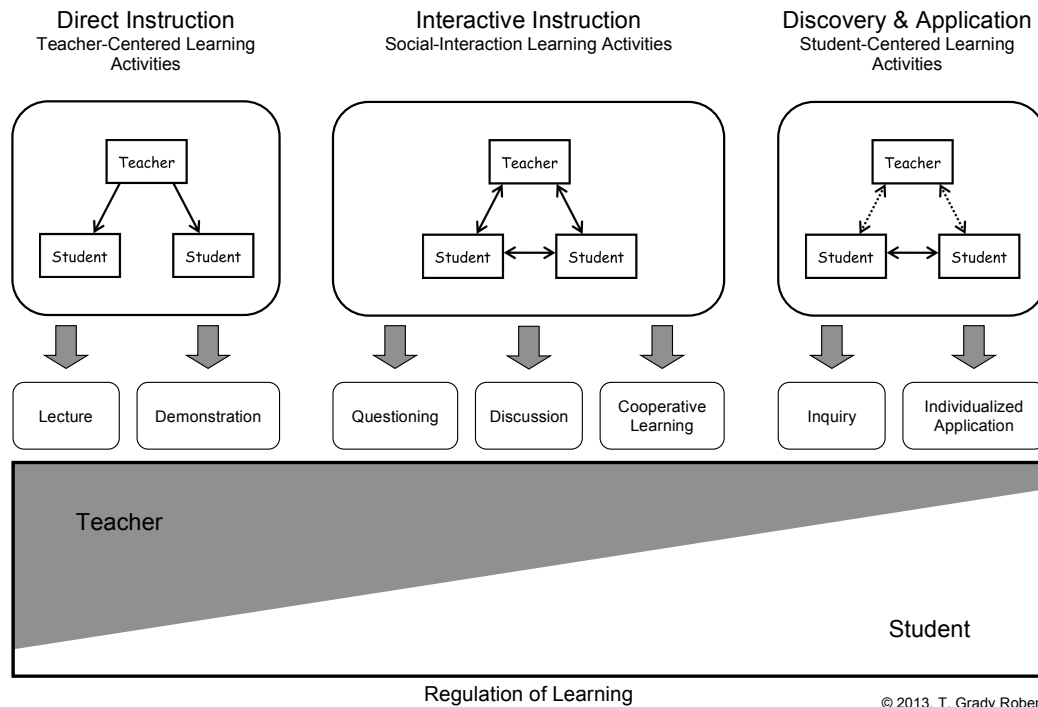 Direct Instruction
Teacher-Centered Learning
Activities
Interactive Instruction
Social-Interaction Learning Activities
Discovery & Application
Student-Centered Learning
Activities
Teacher
Student
Student
Teacher
Student
Student
Teacher
Student
Student
Lecture
Demonstration
Questioning
Discussion
Cooperative
Learning
Inquiry
Individualized
Application
Teacher
Student
Regulation of Learning
© 2013, T. Grady Rober